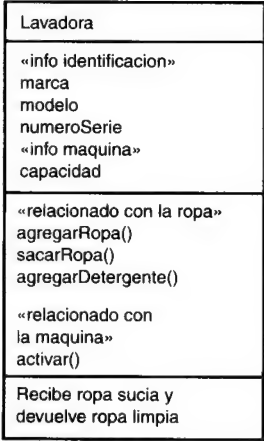 Lavadora
«info identificacion»
marca
modelo
numeroSerie
«info maquina»
capacidad
«relacionado con la ropa»
agregarRopa()
sacarRopa()
agregarDetergente()
«relacionado con
la maquina»
activar()
Recibe ropa sucia y
devuelve ropa limpia